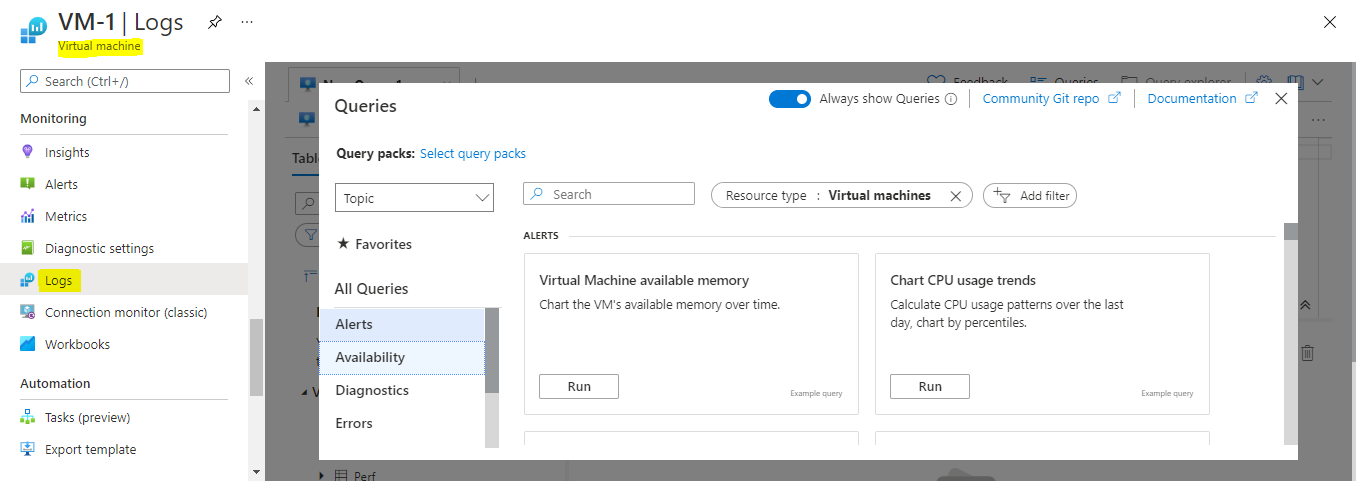 VM-1 | Logs
Virtual machine
Search (Ctrl+/)
Monitoring
Insights
Alerts
Metrics
Diagnostic settings
Logs
Connection monitor (classic)
Workbooks
Automation
Tasks (preview)
Export template
Feedback
Queries
Query explorer
Queries
Always show Queries
Community Git repo
Documentation
Query packs: Select query packs
Topic
Search
Resource type : Virtual machines
Add filter
Favorites
All Queries
Alerts
Availability
Diagnostics
Errors
ALERTS
Virtual Machine available memory
Chart the VM's available memory over time.
Run
Example query
Chart CPU usage trends
Calculate CPU usage patterns over the last
day, chart by percentiles.
Run
Example query
Perf